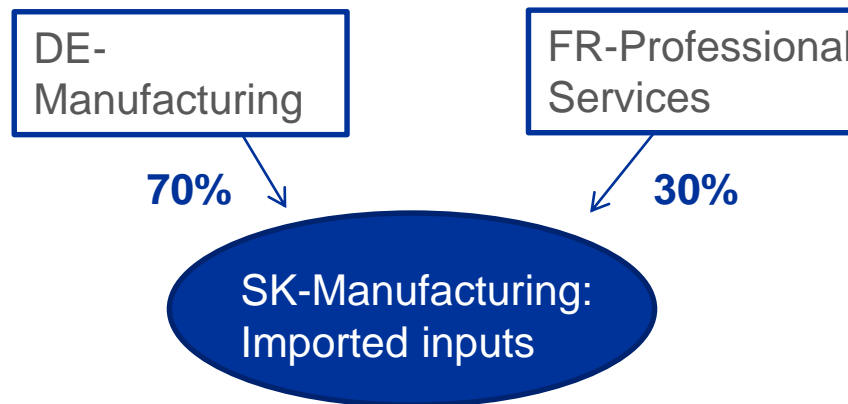 DE-
Manufacturing
FR-Professional
Services
70%
30%
SK-Manufacturing:
Imported inputs